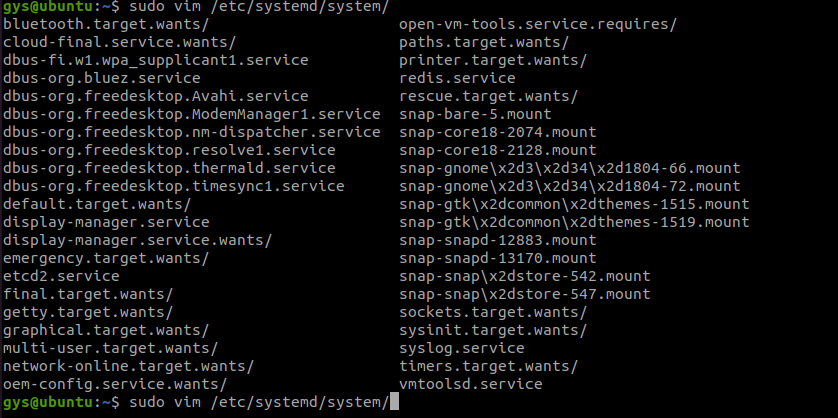 gys@ubuntu:~$ sudo vim /etc/systemd/system/
bluetooth.target.wants/ open-vm-tools.service.requires/
cloud-final.service.wants/ paths.target.wants/
dbus-fi.w1.wpa_supplicant1.service printer.target.wants/
dbus-org.bluez.service redis.service
dbus-org.freedesktop.Avahi.service rescue.target.wants/
dbus-org.freedesktop.ModemManager1.service snap-bare-5.mount
dbus-org.freedesktop.nm-dispatcher.service snap-core18-2074.mount
dbus-org.freedesktop.resolve1.service snap-core18-2128.mount
dbus-org.freedesktop.thermald.service snap-gnome\x2d3\x2d34\x2d1804-66.mount
dbus-org.freedesktop.timesync1.service snap-gnome\x2d3\x2d34\x2d1804-72.mount
default.target.wants/ snap-gtk\x2dcommon\x2dthemes-1515.mount
display-manager.service snap-gtk\x2dcommon\x2dthemes-1519.mount
display-manager.service.wants/ snap-snapd-12883.mount
emergency.target.wants/ snap-snapd-13170.mount
etcd2.service snap-snap\x2dstore-542.mount
final.target.wants/ snap-snap\x2dstore-547.mount
getty.target.wants/ sockets.target.wants/
graphical.target.wants/ sysinit.target.wants/
multi-user.target.wants/ syslog.service
network-online.target.wants/ timers.target.wants/
oem-config.service.wants/ vmtoolsd.service
gys@ubuntu:~$ sudo vim /etc/systemd/system/